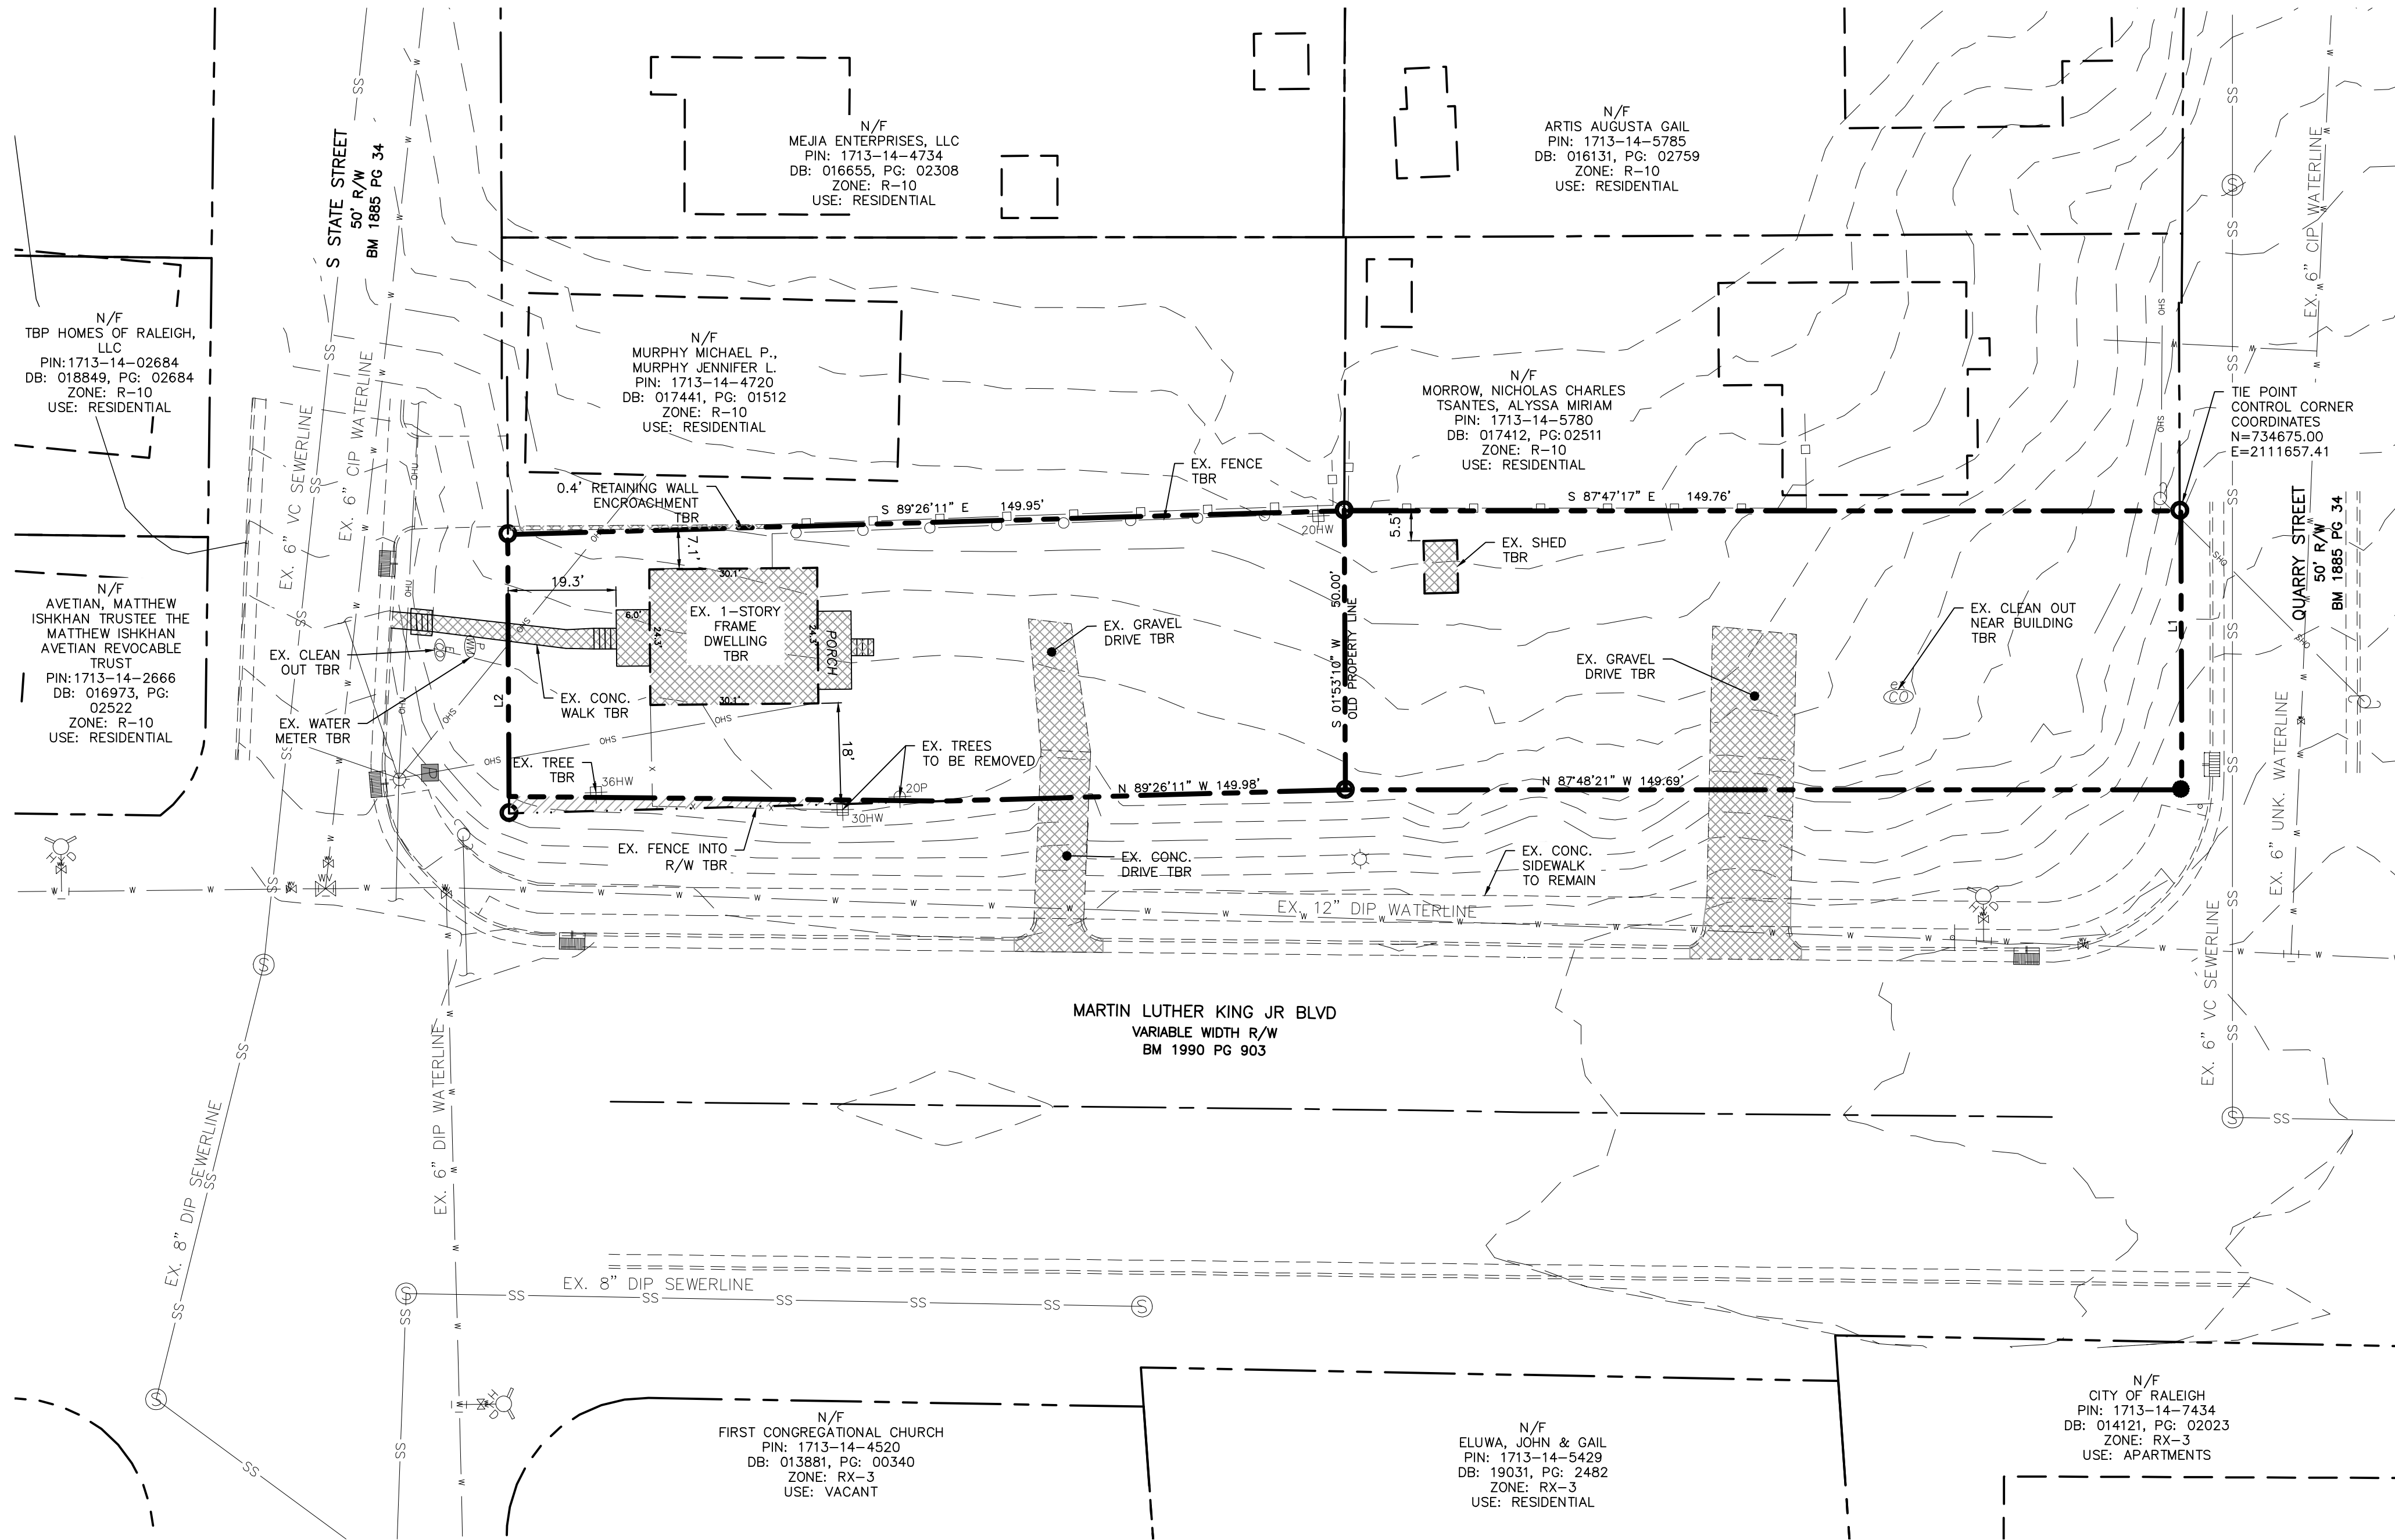 S STATE STREET
50' R/W
BM 1885 PG 34
N/F
MEJIA ENTERPRISES, LLC
PIN: 1713-14-4734
DB: 016655, PG: 02308
ZONE: R-10
USE: RESIDENTIAL
N/F
ARTIS AUGUSTA GAIL
PIN: 1713-14-5785
DB: 016131, PG: 02759
ZONE: R-10
USE: RESIDENTIAL
EX. 6" CIP WATERLINE
N/F
TBP HOMES OF RALEIGH,
LLC
PIN:1713-14-02684
DB: 018849, PG: 02684
ZONE: R-10
USE: RESIDENTIAL
EX. 6" VC SEWERLINE
EX. 6" CIP WATERLINE
N/F
MURPHY MICHAEL P.,
MURPHY JENNIFER L.
PIN: 1713-14-4720
DB: 017441, PG: 01512
ZONE: R-10
USE: RESIDENTIAL
N/F
MORROW, NICHOLAS CHARLES
TSANTES, ALYSSA MIRIAM
PIN: 1713-14-5780
DB: 017412, PG:02511
ZONE: R-10
USE: RESIDENTIAL
TIE POINT
CONTROL CORNER
COORDINATES
N=734675.00
E=2111657.41
QUARRY STREET
50' R/W
BM 1885 PG 34
0.4' RETAINING WALL
ENCROACHMENT
TBR
EX. FENCE
TBR
S 89°26'11" E 149.95'
S 87°47'17" E 149.76'
20HW
7.1'
5.5'
19.3'
EX. SHED
TBR
30.1'
6.0'
24.3'
EX. 1-STORY
FRAME
DWELLING
TBR
24.3'
PORCH
30.1'
18'
N/F
AVETIAN, MATTHEW
ISHKHAN TRUSTEE THE
MATTHEW ISHKHAN
AVETIAN REVOCABLE
TRUST
PIN:1713-14-2666
DB: 016973, PG:
02522
ZONE: R-10
USE: RESIDENTIAL
EX. CLEAN
OUT TBR
EX. WATER
METER TBR
EX. CONC.
WALK TBR
L2
EX. GRAVEL
DRIVE TBR
S 01°53'10" W 50.00'
OLD PROPERTY LINE
EX. GRAVEL
DRIVE TBR
EX. CLEAN OUT
NEAR BUILDING
TBR
L1
EX. TREE
TBR
36HW
EX. TREES
TO BE REMOVED
20P
30HW
N 89°26'11" W 149.98'
N 87°48'21" W 149.69'
EX. FENCE INTO
R/W TBR
EX. CONC.
DRIVE TBR
EX. CONC.
SIDEWALK
TO REMAIN
EX. 12" DIP WATERLINE
EX. 6" UNK. WATERLINE
EX. 6" VC SEWERLINE
MARTIN LUTHER KING JR BLVD
VARIABLE WIDTH R/W
BM 1990 PG 903
EX. 6" DIP WATERLINE
EX. 8" DIP SEWERLINE
EX. 8" DIP SEWERLINE
N/F
FIRST CONGREGATIONAL CHURCH
PIN: 1713-14-4520
DB: 013881, PG: 00340
ZONE: RX-3
USE: VACANT
N/F
ELUWA, JOHN & GAIL
PIN: 1713-14-5429
DB: 19031, PG: 2482
ZONE: RX-3
USE: RESIDENTIAL
N/F
CITY OF RALEIGH
PIN: 1713-14-7434
DB: 014121, PG: 02023
ZONE: RX-3
USE: APARTMENTS